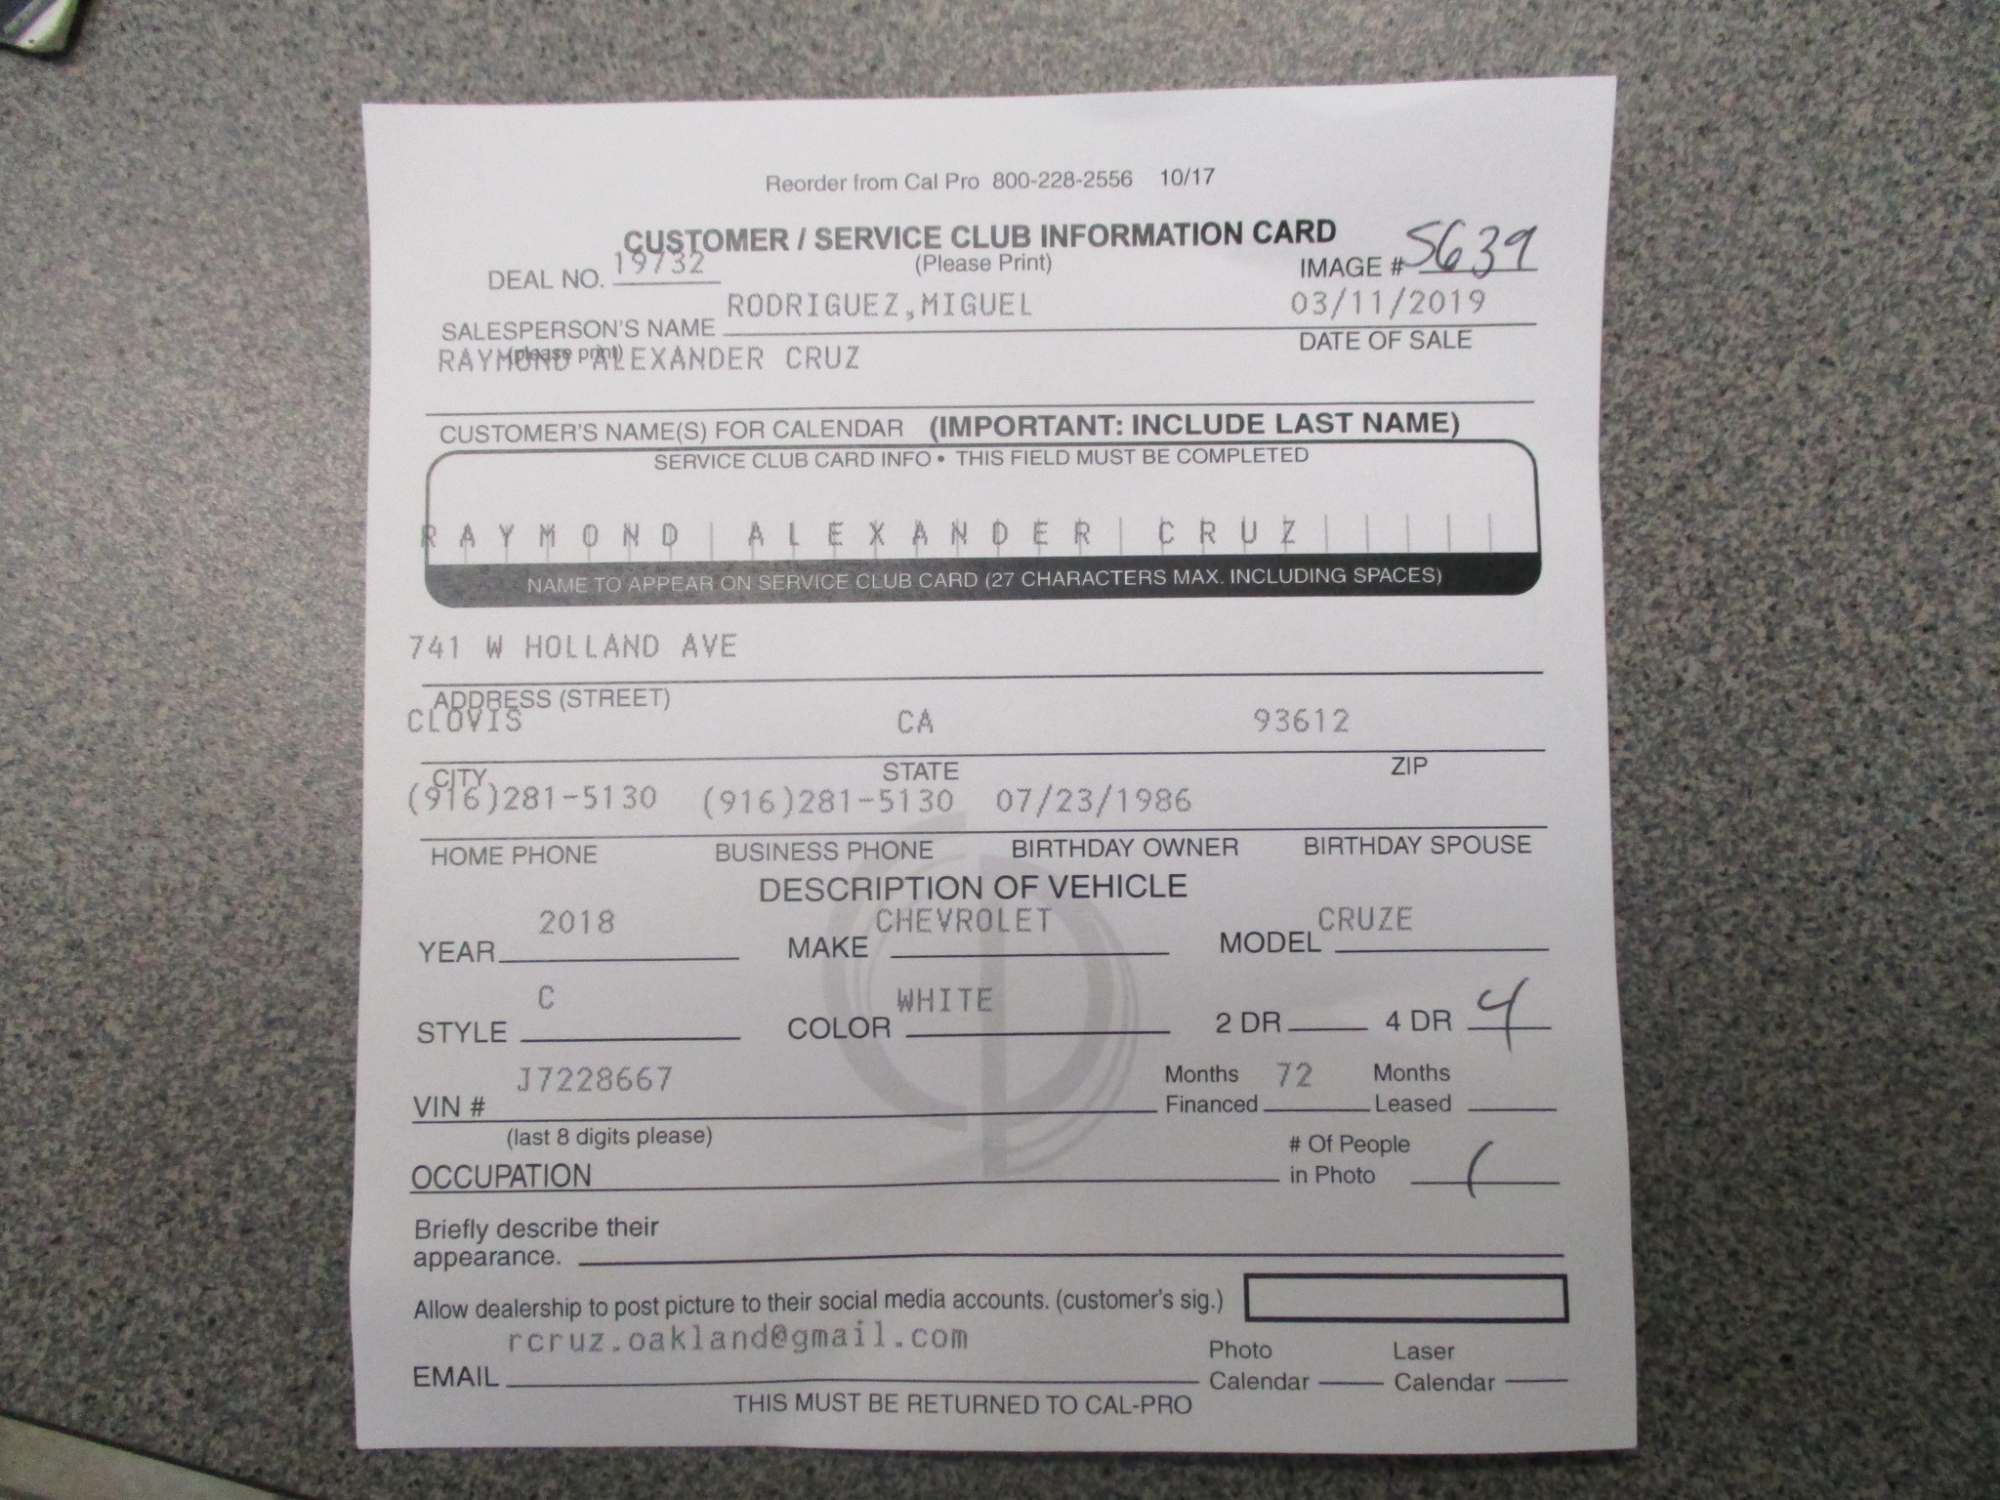 Reorder from Cal Pro 800-228-2556 10/17
CUSTOMER / SERVICE CLUB INFORMATION CARD
DEAL NO. 19732 (Please Print) IMAGE # 5639
SALESPERSON'S NAME RODRIGUEZ,MIGUEL 03/11/2019
(please print) DATE OF SALE
RAYMOND ALEXANDER CRUZ
CUSTOMER'S NAME(S) FOR CALENDAR (IMPORTANT: INCLUDE LAST NAME)
SERVICE CLUB CARD INFO • THIS FIELD MUST BE COMPLETED
RAYMOND ALEXANDER CRUZ
NAME TO APPEAR ON SERVICE CLUB CARD (27 CHARACTERS MAX. INCLUDING SPACES)
741 W HOLLAND AVE
ADDRESS (STREET)
CLOVIS CA 93612
CITY STATE ZIP
(916)281-5130 (916)281-5130 07/23/1986
HOME PHONE BUSINESS PHONE BIRTHDAY OWNER BIRTHDAY SPOUSE
DESCRIPTION OF VEHICLE
YEAR 2018 MAKE CHEVROLET MODEL CRUZE
STYLE C COLOR WHITE 2 DR 4 DR 4
VIN # J7228667 Months Financed 72 Months Leased
(last 8 digits please)
OCCUPATION # Of People in Photo 1
Briefly describe their
appearance.
Allow dealership to post picture to their social media accounts. (customer's sig.)
EMAIL rcruz.oakland@gmail.com Photo Calendar Laser Calendar
THIS MUST BE RETURNED TO CAL-PRO